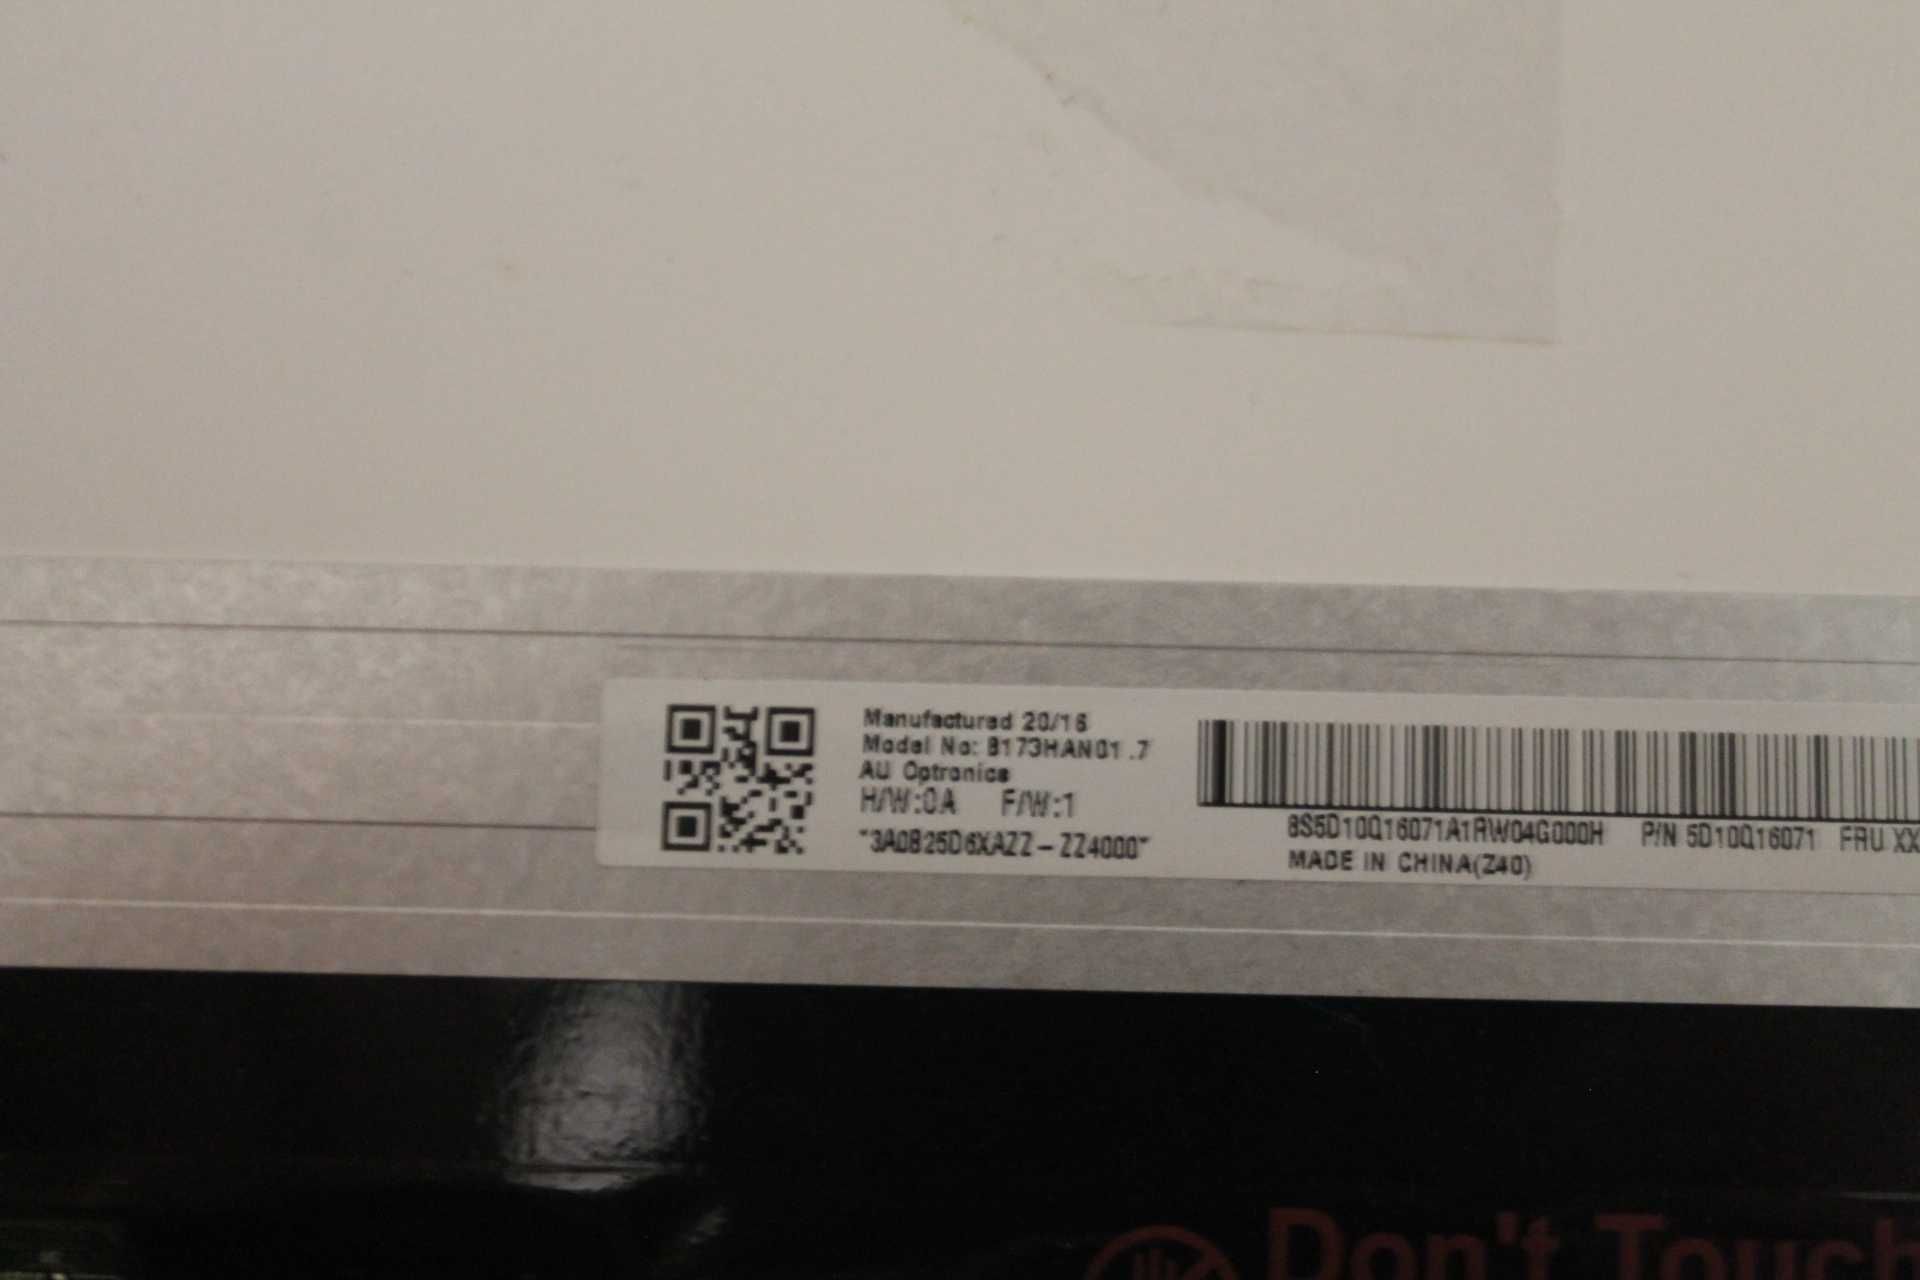 Manufactured 20/16
Model No: B173HAN01 .7
AU Optronics
H/W:0A F/W:1
"3A0B25D6XAZZ-ZZ4000"
8S5D10Q16071A1RW04G000H P/N 5D10Q16071 FRU XX
MADE IN CHINA(Z40)
Don't Touch